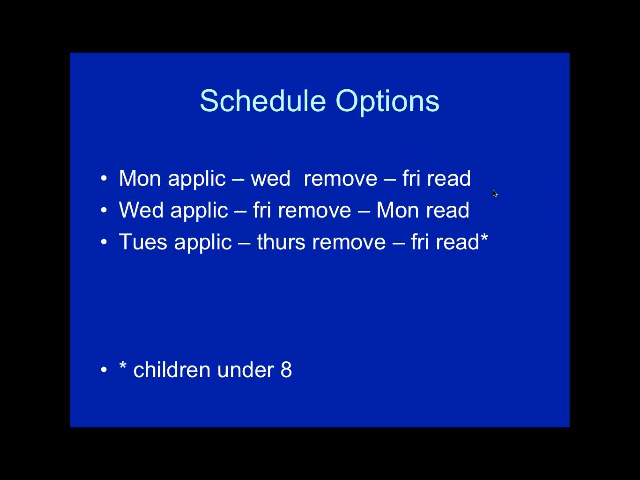 Schedule Options
• Mon applic – wed  remove – fri read
• Wed applic – fri remove – Mon read
• Tues applic – thurs remove – fri read*
• * children under 8